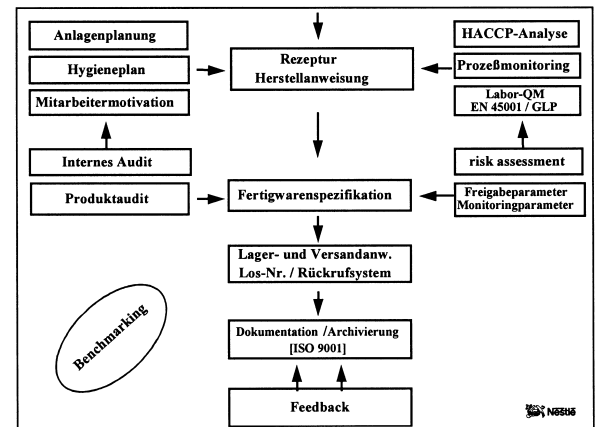 Anlagenplanung
Hygieneplan
Mitarbeitermotivation
Internes Audit
Produktaudit
Rezeptur
Herstellanweisung
HACCP-Analyse
Prozeßmonitoring
Labor-QM
EN 45001 / GLP
risk assessment
Freigabeparameter
Monitoringparameter
Fertigwarenspezifikation
Lager- und Versandanw.
Los-Nr. / Rückrufsystem
Dokumentation /Archivierung
[ISO 9001]
Feedback
Benchmarking
Nestlé